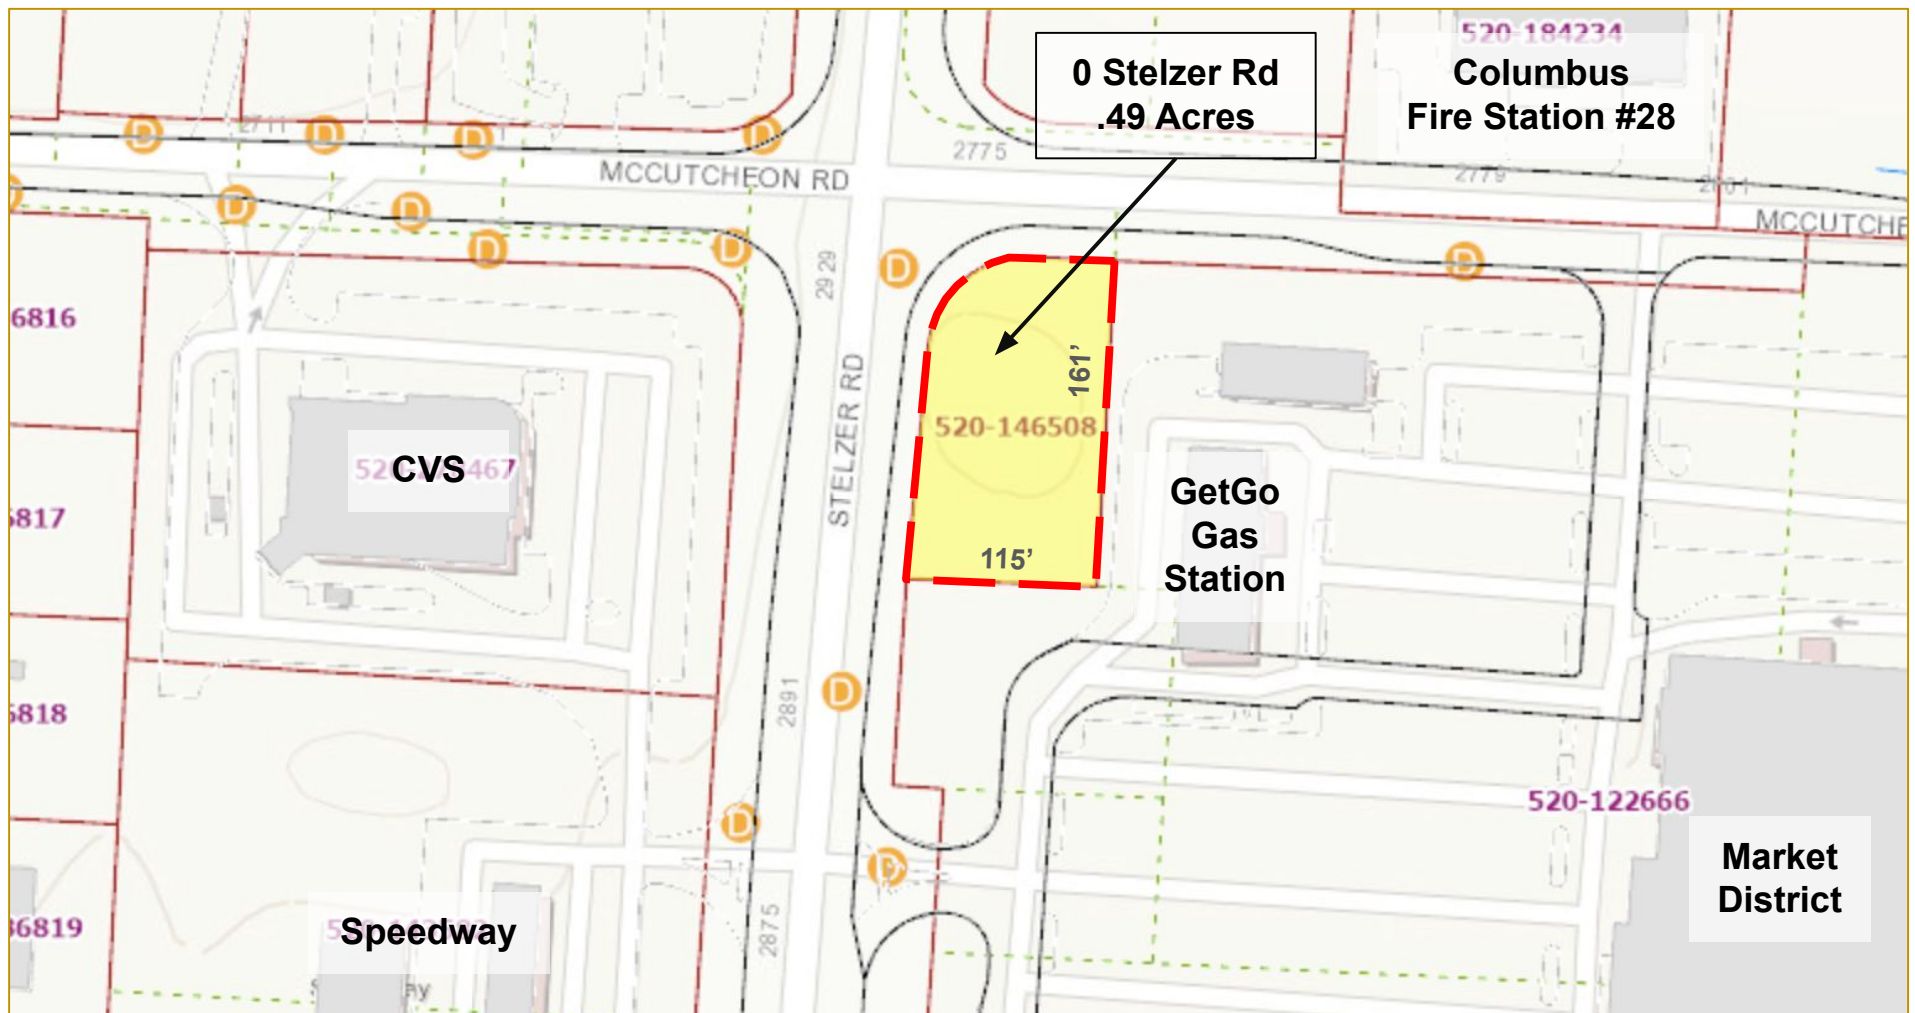 520-184234
0 Stelzer Rd
.49 Acres
Columbus
Fire Station #28
D
D
D
D
2711
2775
2779
MCCUTCHEON RD
MCCUTCHE
D
D
D
D
D
D
2929
6816
161'
STELZER RD
520-146508
CVS
467
GetGo
Gas
Station
6817
115'
D
2891
6818
520-122666
D
D
Market
District
Speedway
36819
2875